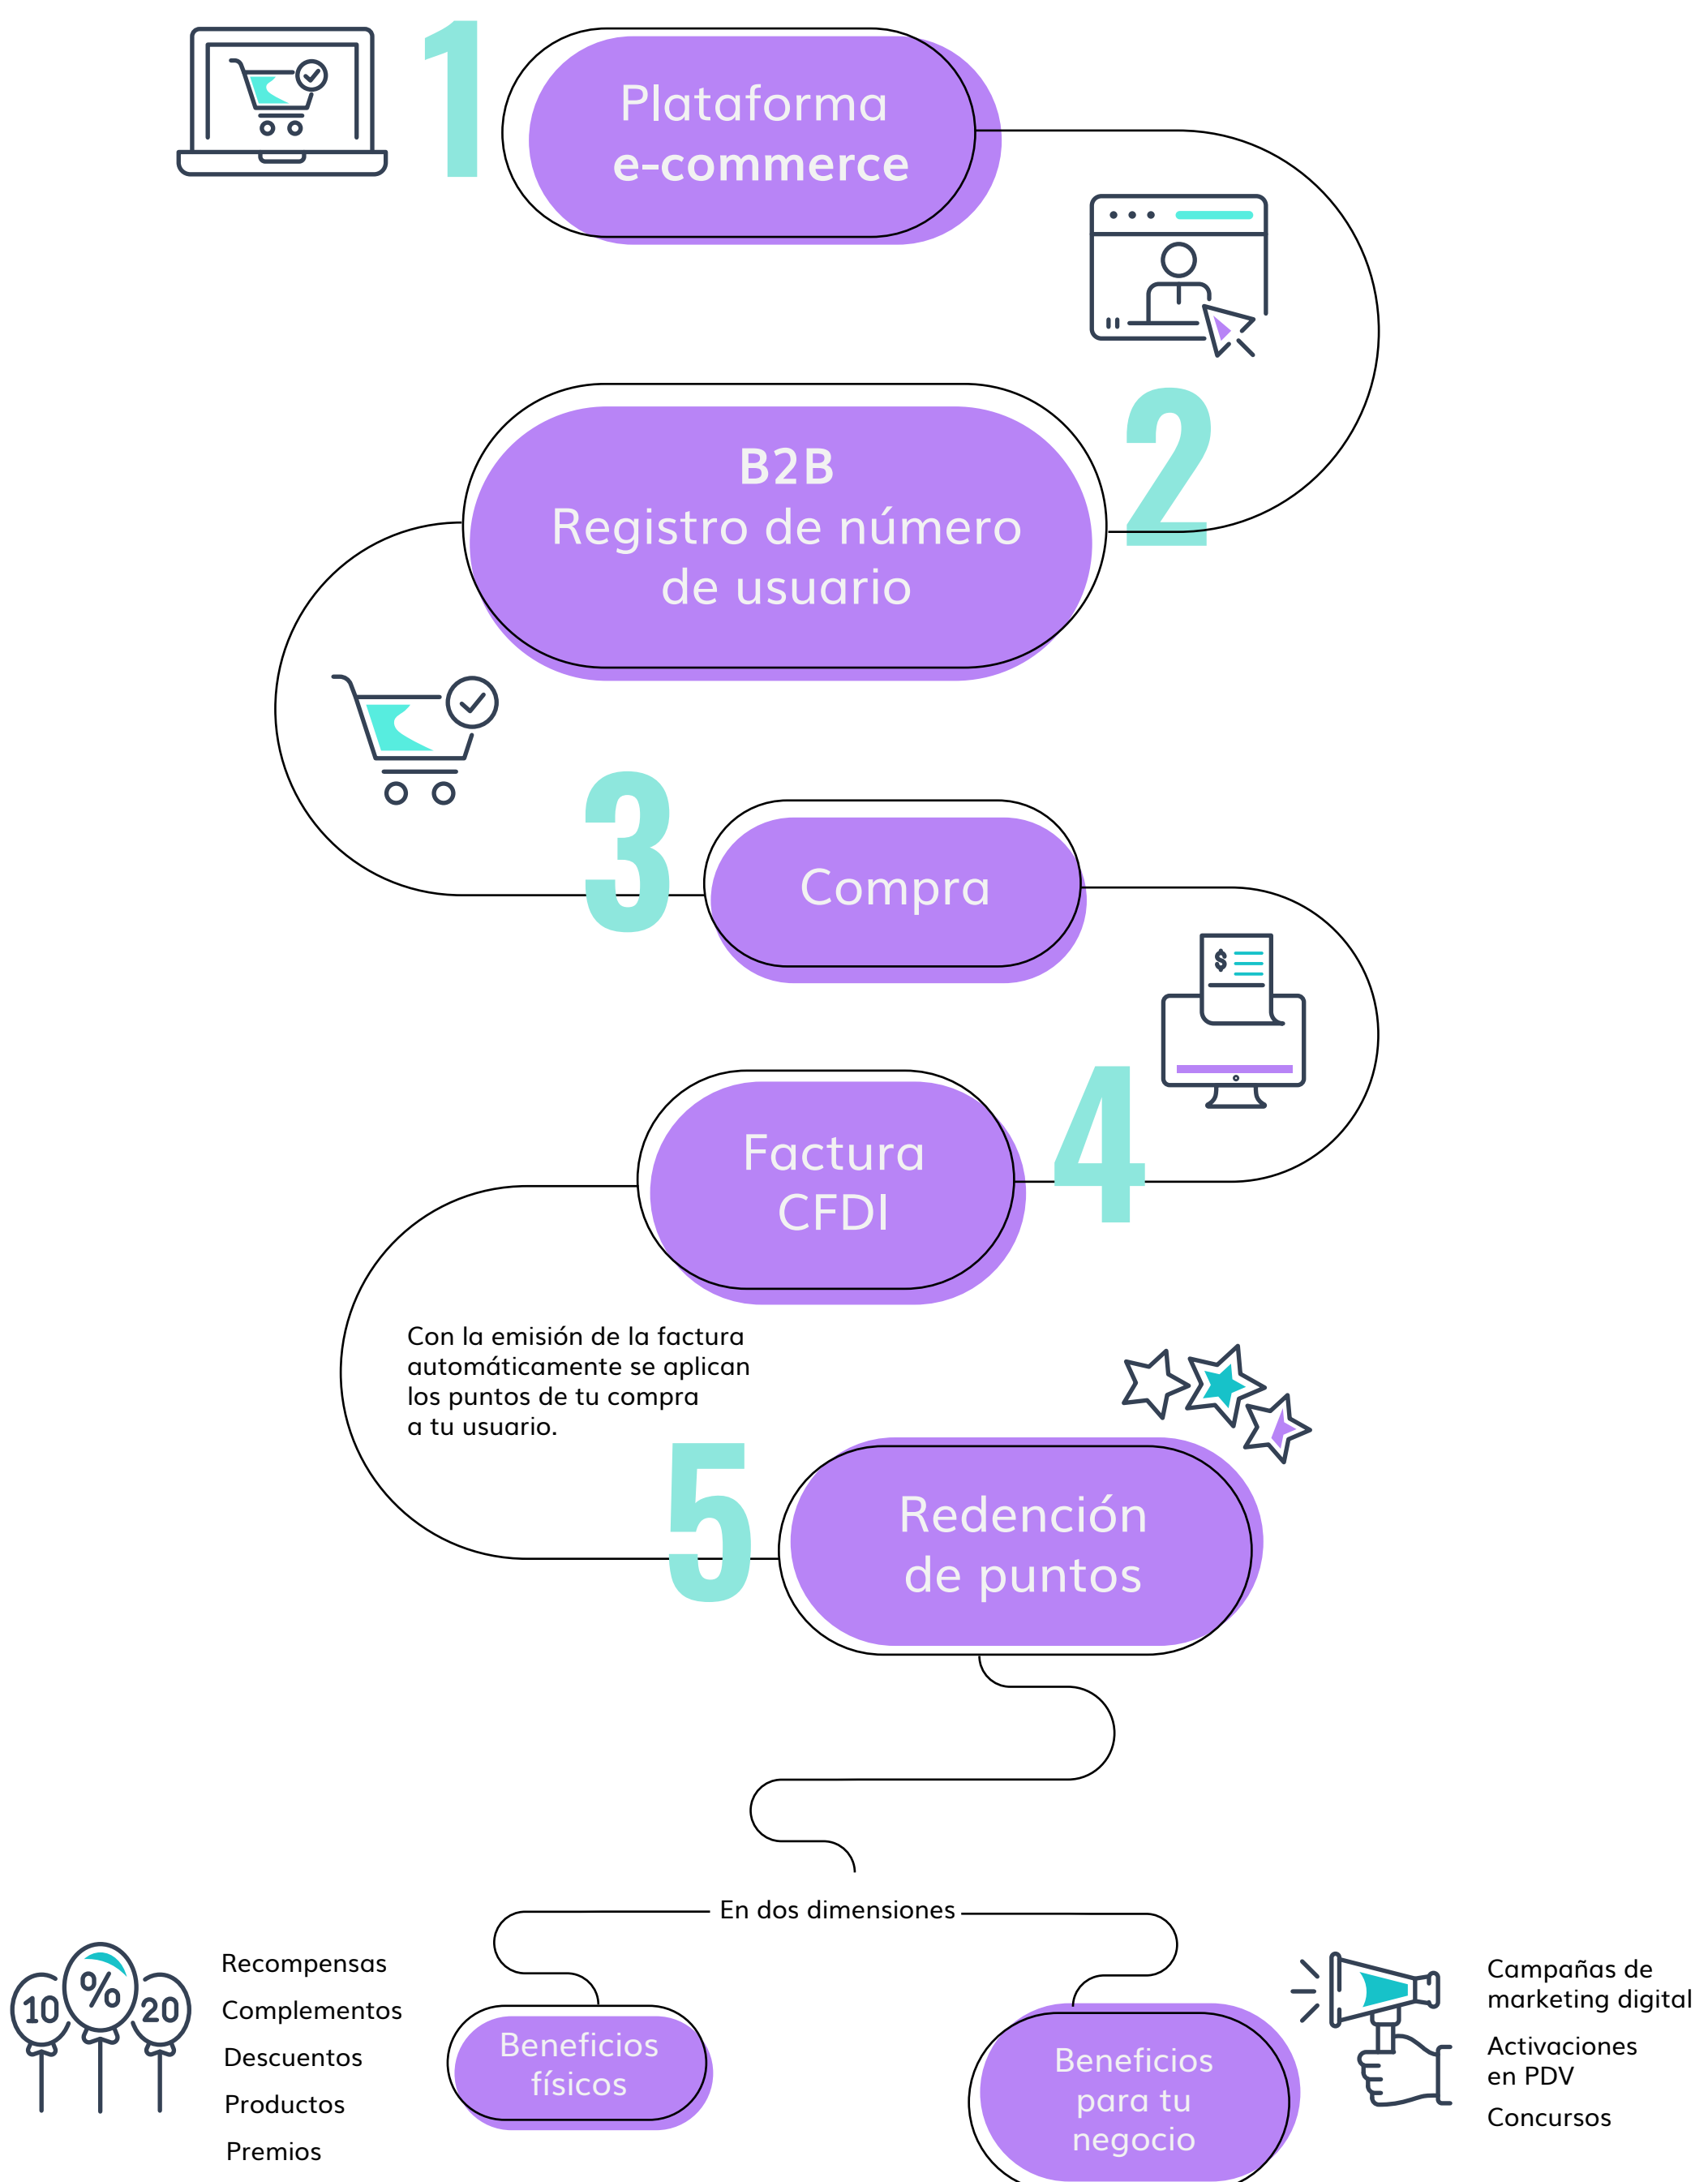 1
Plataforma
e-commerce
2
B2B
Registro de número
de usuario
3
Compra
$
4
Factura
CFDI
Con la emisión de la factura
automáticamente se aplican
los puntos de tu compra
a tu usuario.
5
Redención
de puntos
En dos dimensiones
10
%
20
Recompensas
Complementos
Descuentos
Productos
Premios
Beneficios
físicos
Beneficios
para tu
negocio
Campañas de
marketing digital
Activaciones
en PDV
Concursos